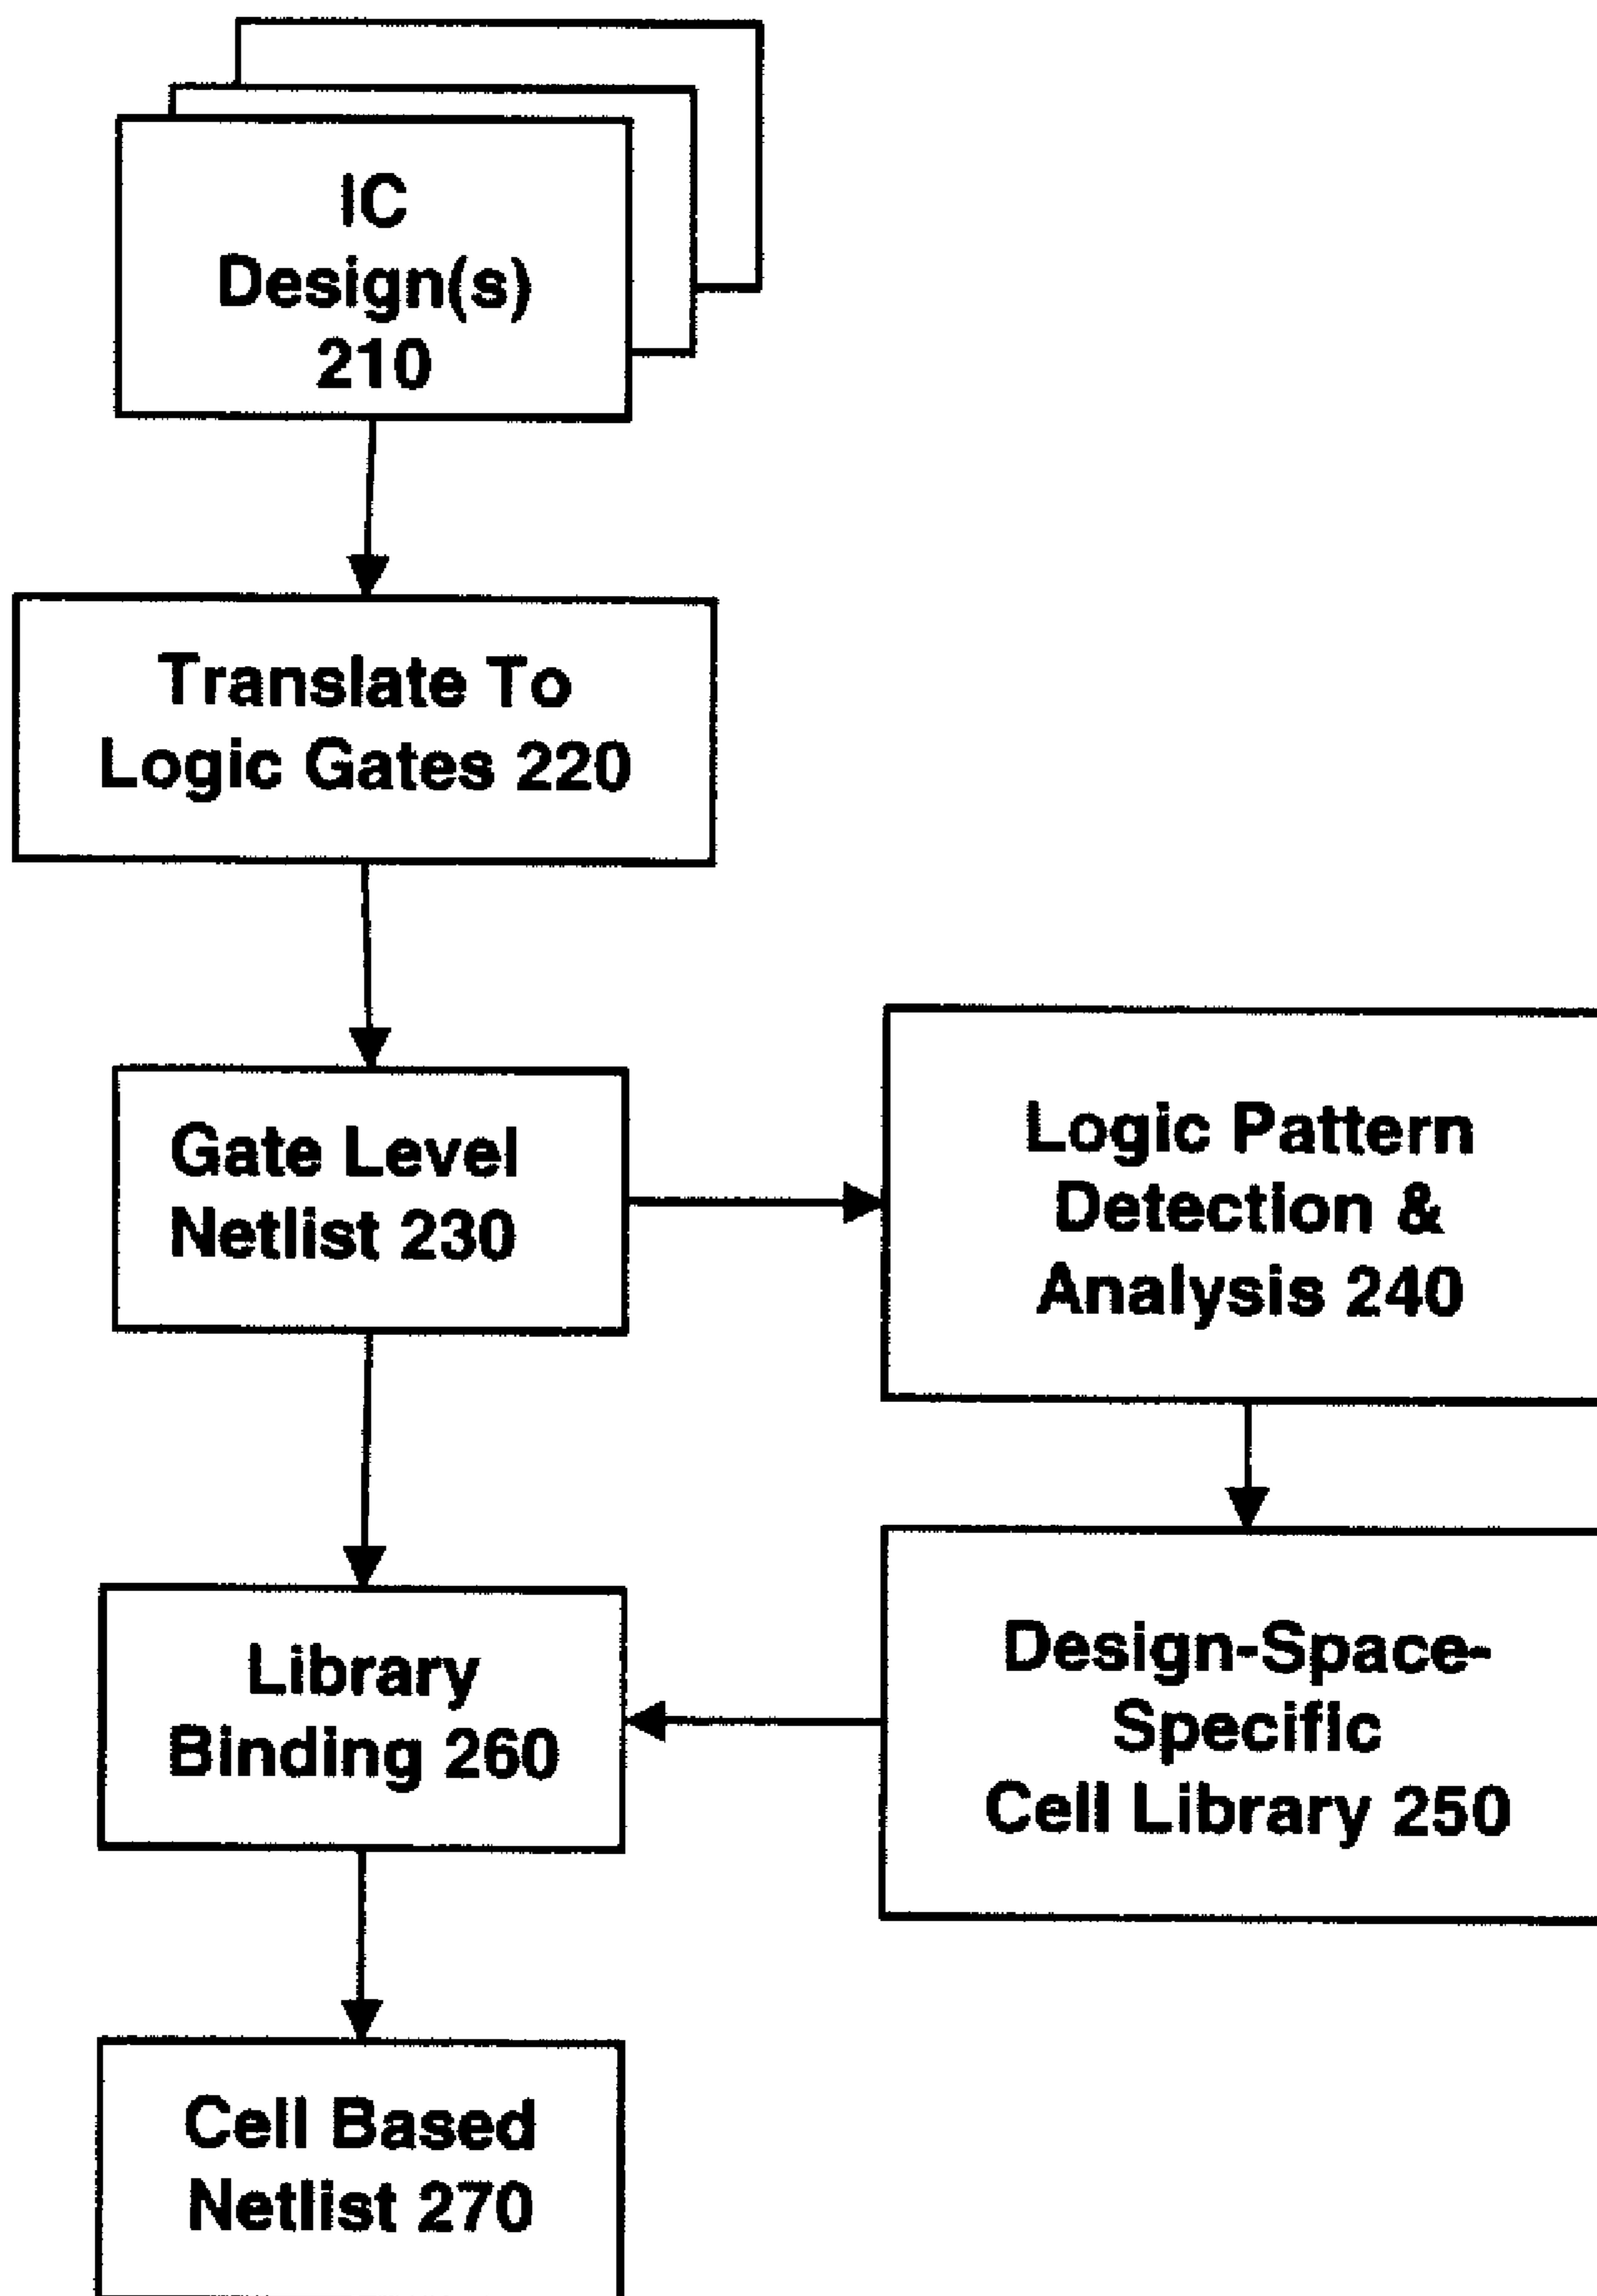 IC
Design(s)
210
Translate To
Logic Gates 220
Gate Level
Netlist 230
Logic Pattern
Detection &
Analysis 240
Library
Binding 260
Design-Space-
Specific
Cell Library 250
Cell Based
Netlist 270